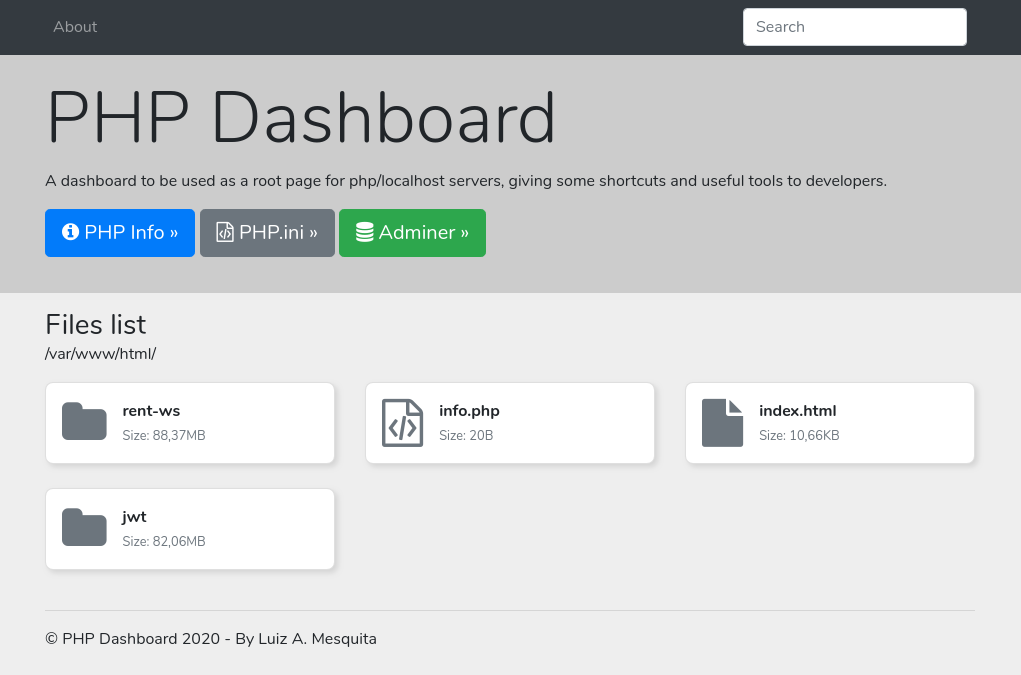 About
Search
PHP Dashboard
A dashboard to be used as a root page for php/localhost servers, giving some shortcuts and useful tools to developers.
PHP Info »
PHP.ini »
Adminer »
Files list
/var/www/html/
rent-ws
Size: 88,37MB
info.php
Size: 20B
index.html
Size: 10,66KB
jwt
Size: 82,06MB
© PHP Dashboard 2020 - By Luiz A. Mesquita